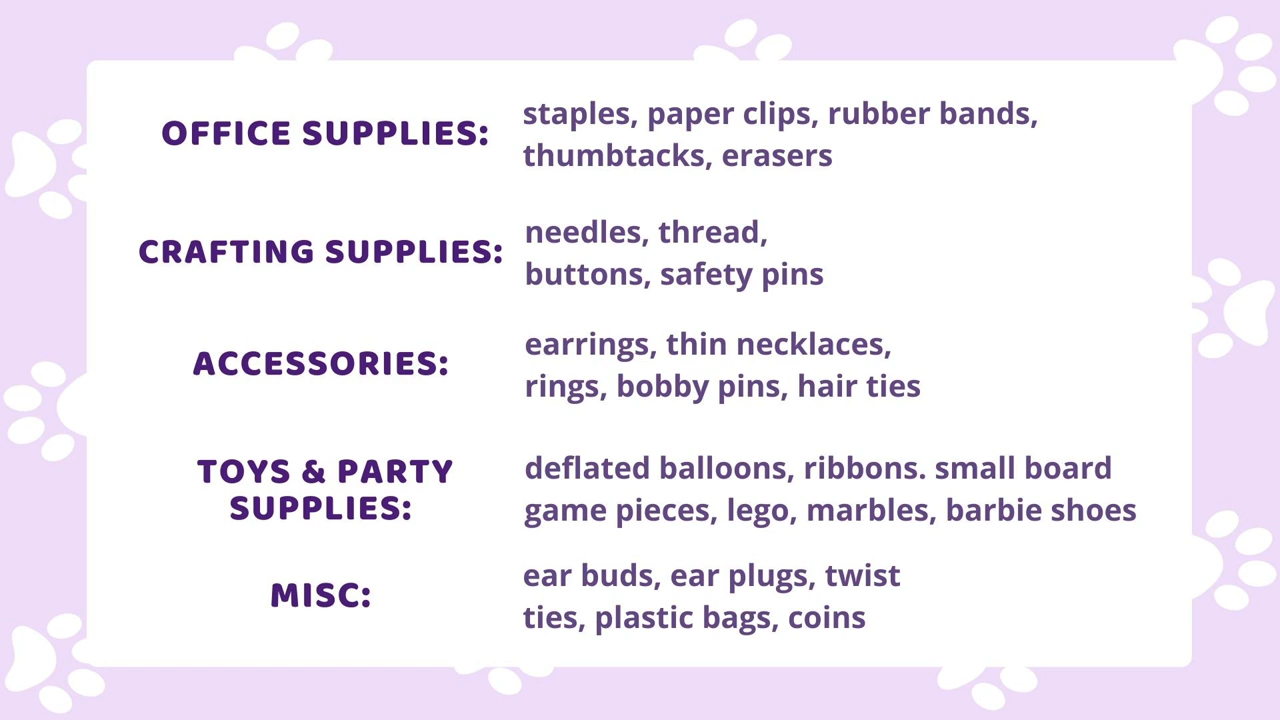 OFFICE SUPPLIES:
staples, paper clips, rubber bands,
thumbtacks, erasers
CRAFTING SUPPLIES:
needles, thread,
buttons, safety pins
ACCESSORIES:
earrings, thin necklaces,
rings, bobby pins, hair ties
TOYS & PARTY
SUPPLIES:
deflated balloons, ribbons. small board
game pieces, lego, marbles, barbie shoes
MISC:
ear buds, ear plugs, twist
ties, plastic bags, coins